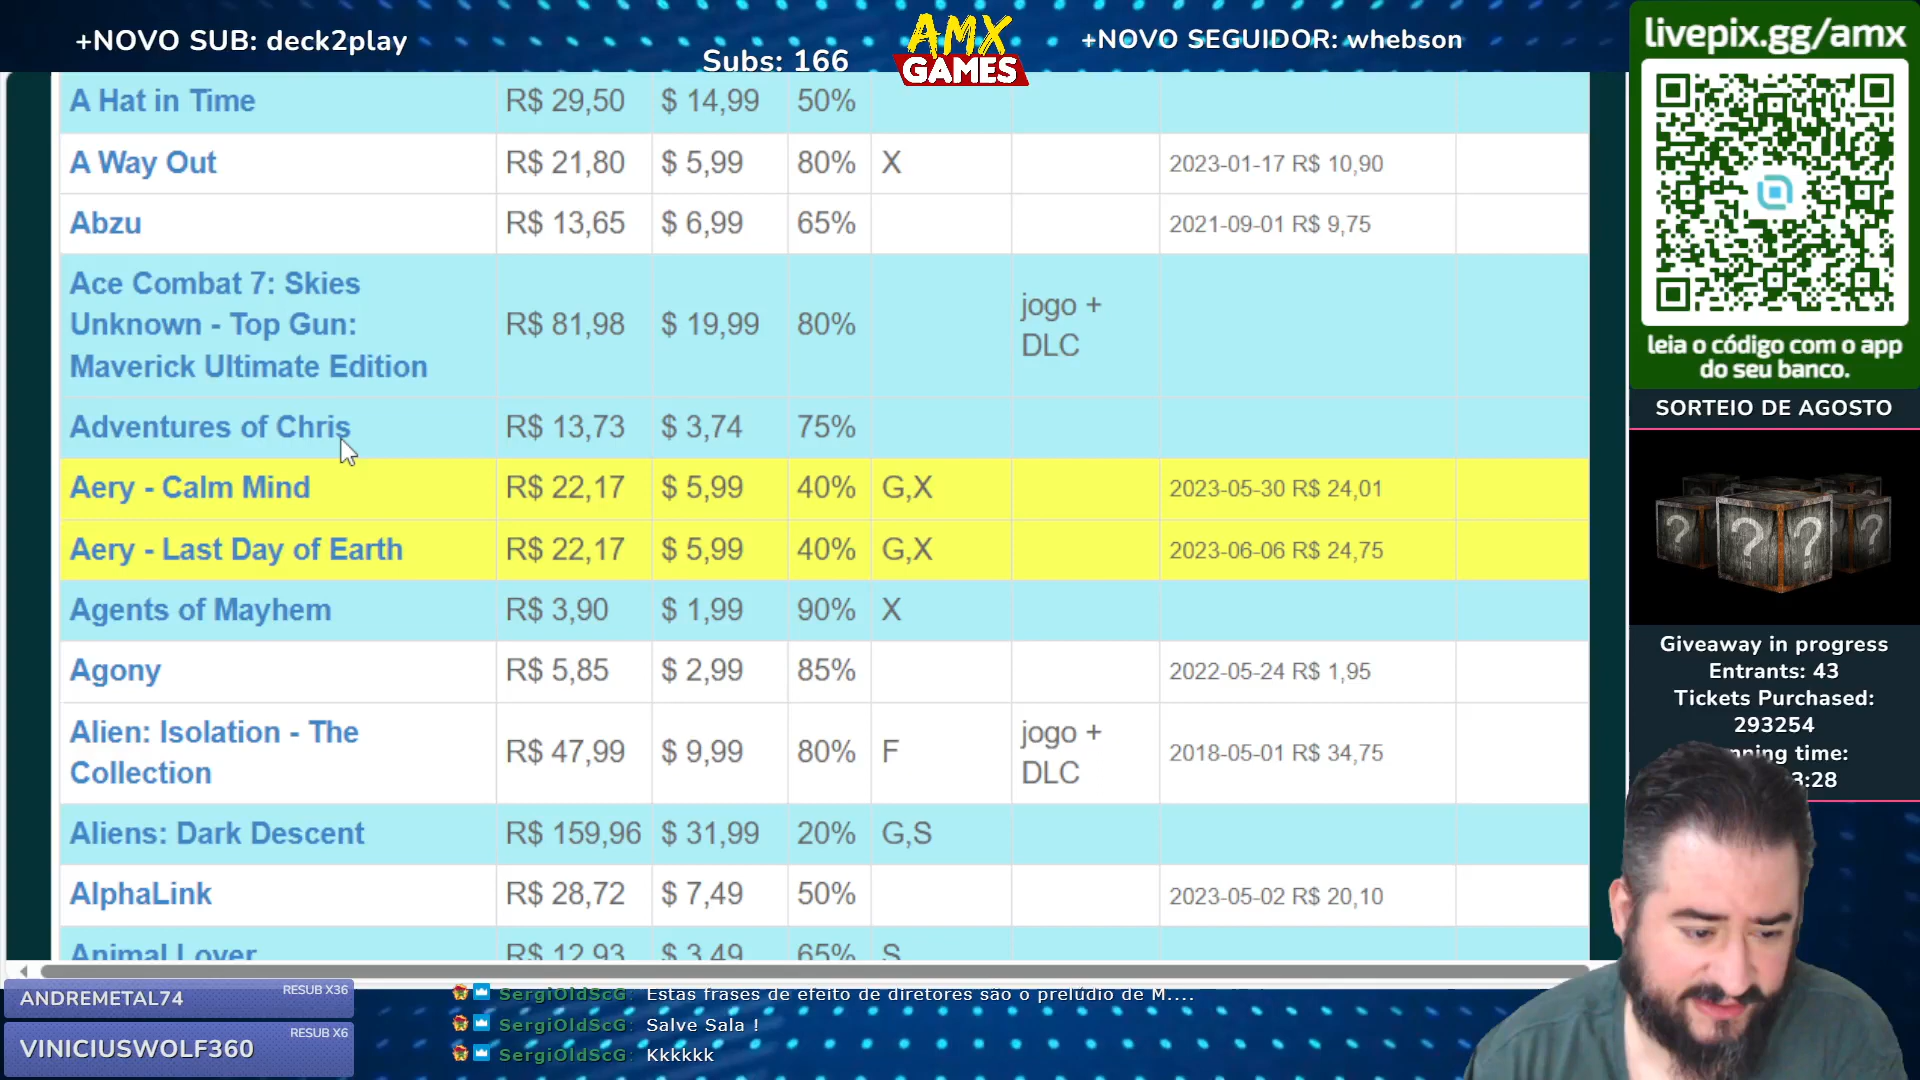 +NOVO SUB: deck2play
Subs: 166
AMX
GAMES
+NOVO SEGUIDOR: whebson
livepix.gg/amx
leia o código com o app
do seu banco.
SORTEIO DE AGOSTO
Giveaway in progress
Entrants: 43
Tickets Purchased:
293254
time:
3:28
A Hat in Time R$ 29,50 $ 14,99 50%
A Way Out R$ 21,80 $ 5,99 80% X 2023-01-17 R$ 10,90
Abzu R$ 13,65 $ 6,99 65% 2021-09-01 R$ 9,75
Ace Combat 7: Skies
Unknown - Top Gun:
Maverick Ultimate Edition
R$ 81,98 $ 19,99 80%
jogo +
DLC
Adventures of Chris R$ 13,73 $ 3,74 75%
Aery - Calm Mind R$ 22,17 $ 5,99 40% G,X 2023-05-30 R$ 24,01
Aery - Last Day of Earth R$ 22,17 $ 5,99 40% G,X 2023-06-06 R$ 24,75
Agents of Mayhem R$ 3,90 $ 1,99 90% X
Agony R$ 5,85 $ 2,99 85% 2022-05-24 R$ 1,95
Alien: Isolation - The
Collection
R$ 47,99 $ 9,99 80% F
jogo +
DLC
2018-05-01 R$ 34,75
Aliens: Dark Descent R$ 159,96 $ 31,99 20% G,S
AlphaLink R$ 28,72 $ 7,49 50% 2023-05-02 R$ 20,10
Animal Lover R$ 12,93 $ 3,49 65% S
ANDREMETAL74 RESUB X36
VINICIUSWOLF360 RESUB X6
SergiOldScG: Estas frases de efeito de diretores são o prelúdio de M....
SergiOldScG: Salve Sala !
SergiOldScG: Kkkkkk